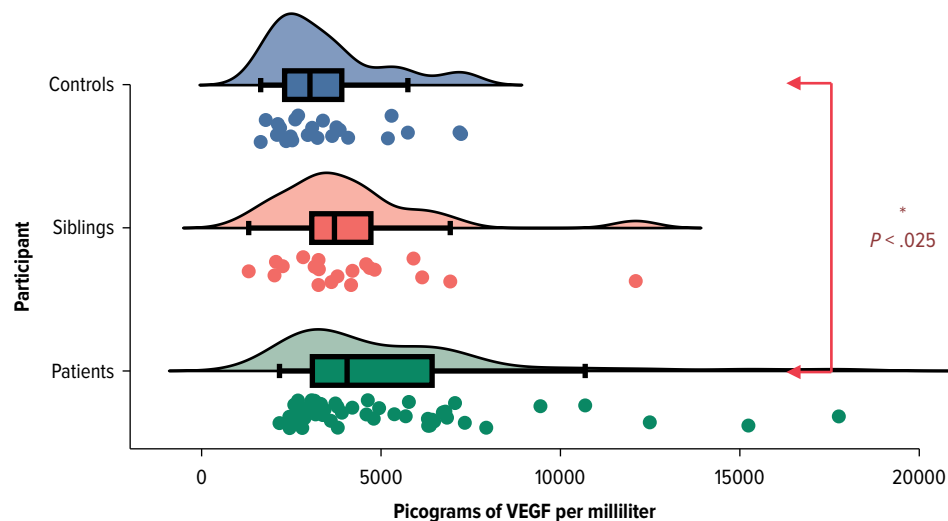 Controls
Siblings
Patients
Participant
*
P < .025
0
5000
10000
15000
20000
Picograms of VEGF per milliliter